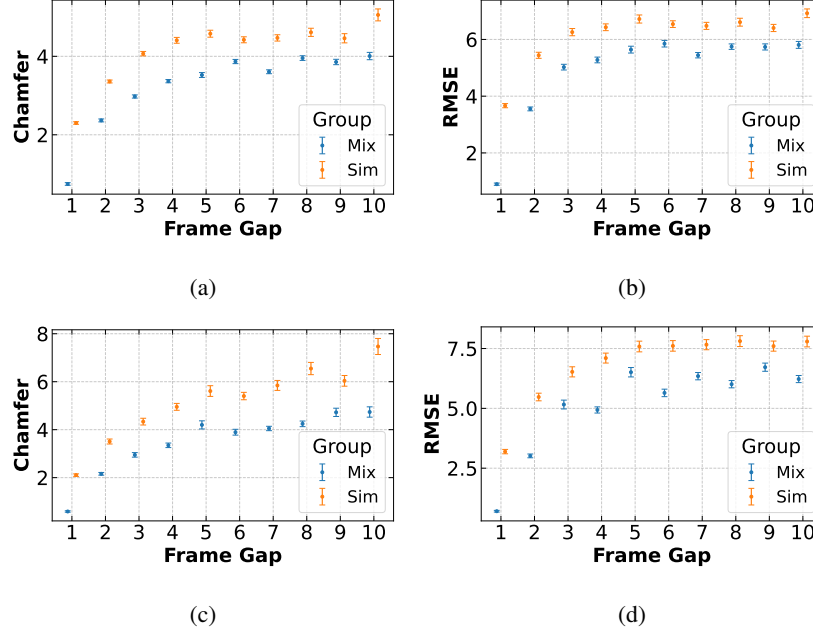 4
2
Chamfer
Group
Mix
Sim
1 2 3 4 5 6 7 8 9 10
Frame Gap
(a)
6
4
2
RMSE
Group
Mix
Sim
1 2 3 4 5 6 7 8 9 10
Frame Gap
(b)
8
6
4
2
Chamfer
Group
Mix
Sim
1 2 3 4 5 6 7 8 9 10
Frame Gap
(c)
7.5
5.0
2.5
RMSE
Group
Mix
Sim
1 2 3 4 5 6 7 8 9 10
Frame Gap
(d)